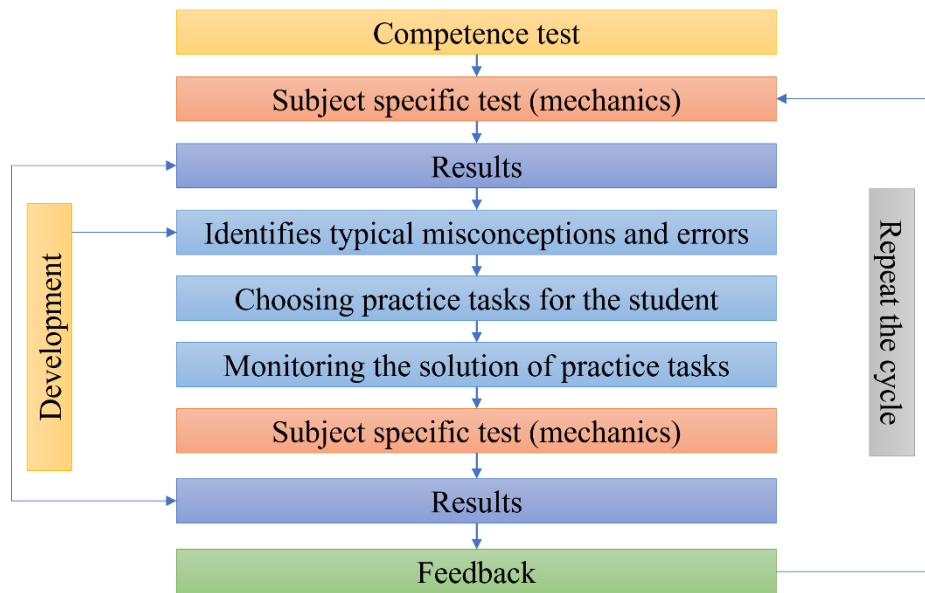 Competence test
Subject specific test (mechanics)
Results
Identifies typical misconceptions and errors
Choosing practice tasks for the student
Monitoring the solution of practice tasks
Subject specific test (mechanics)
Results
Feedback
Development
Repeat the cycle